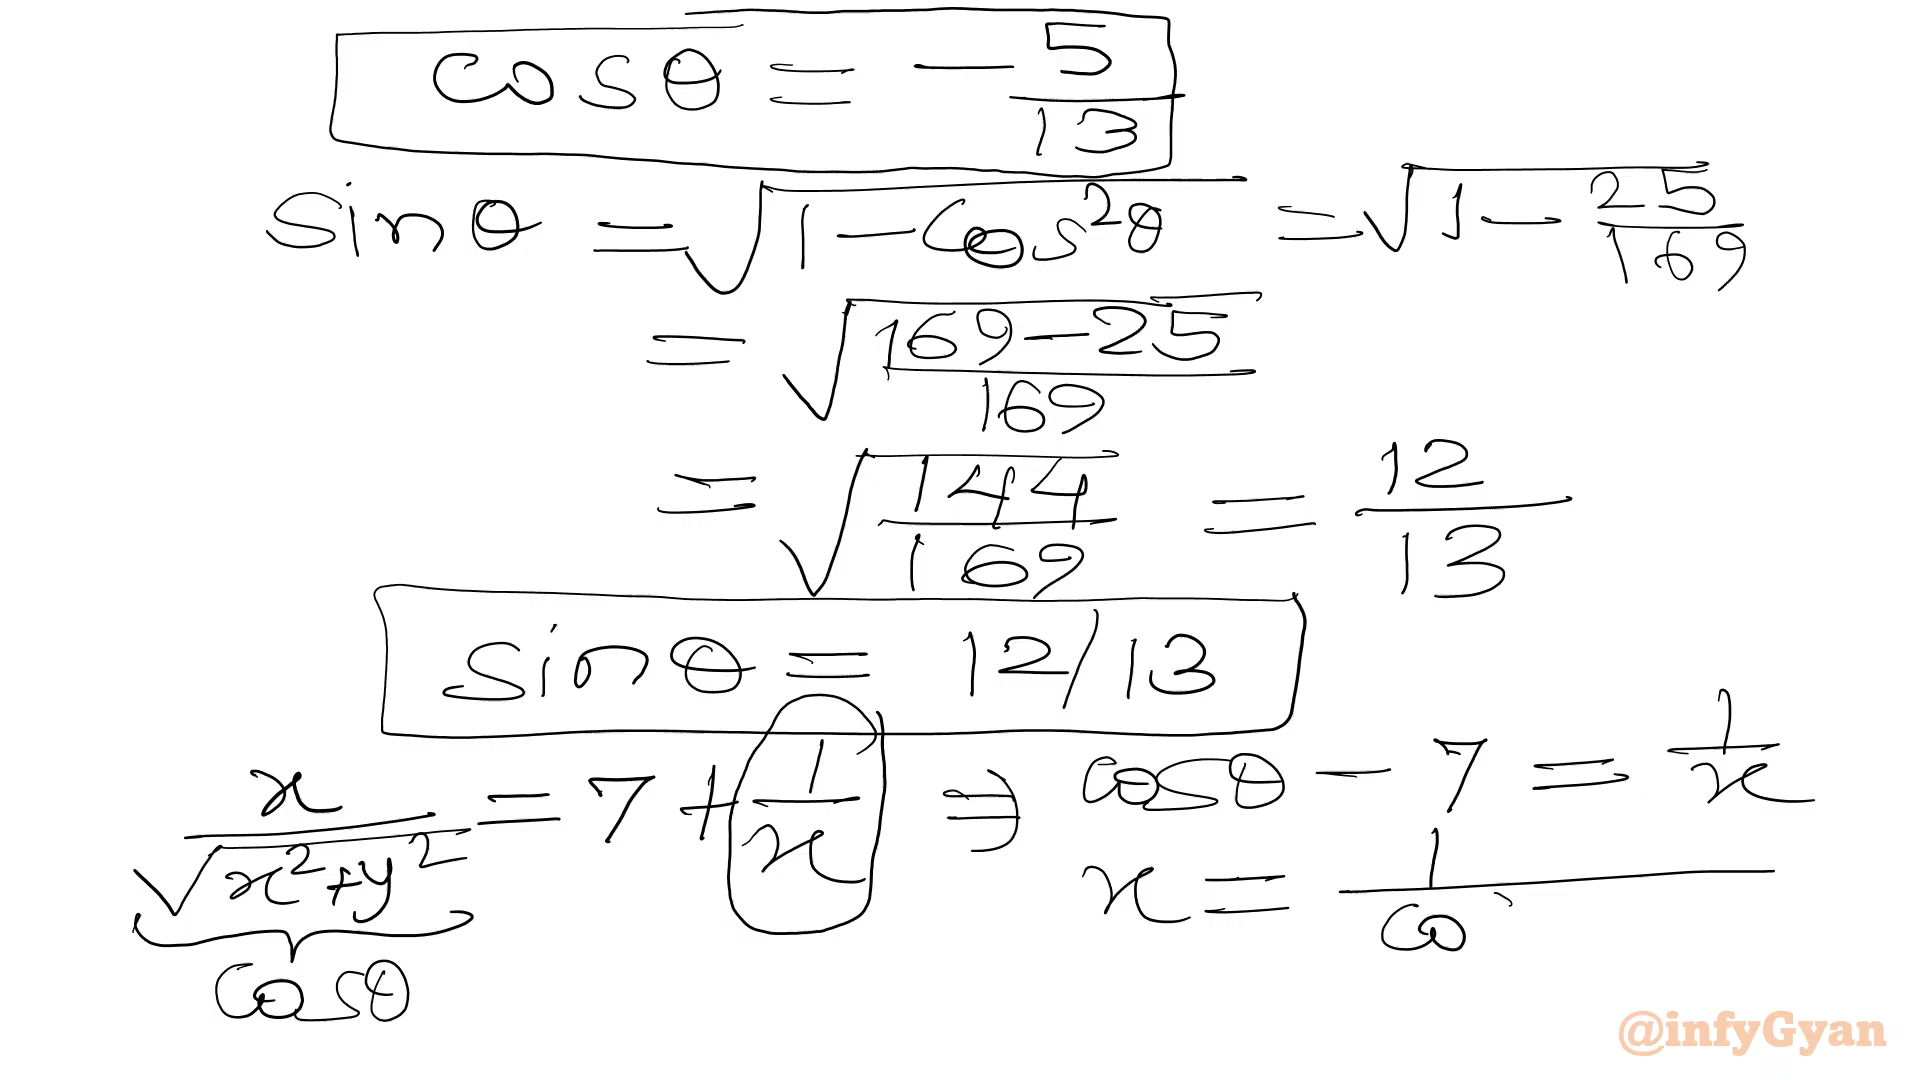 cosθ = - 5/13
sinθ = √(1 - cos²θ) = √(1 - 25/169)
= √((169 - 25)/169)
= √(144/169) = 12/13
sinθ = 12/13
x/√(x²+y²) = 7 + 1/x ⇒ cosθ - 7 = 1/x
x = 1/co
cosθ
@infyGyan